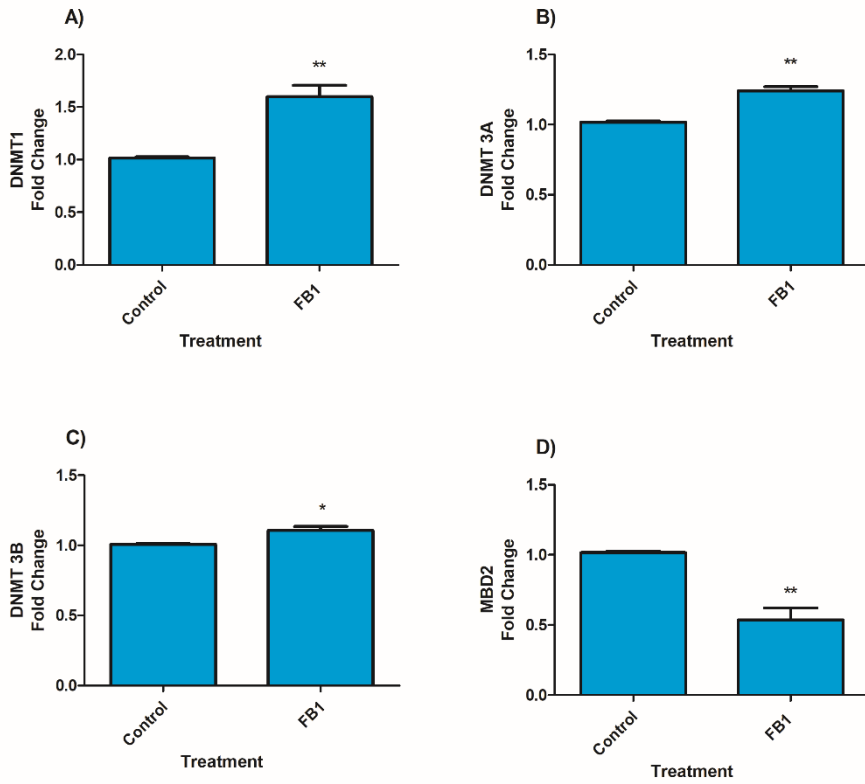 A)
DNMT1
Fold Change
2.0
1.5
1.0
0.5
0.0
**
Control
FB1
Treatment
B)
DNMT 3A
Fold Change
1.5
1.0
0.5
0.0
**
Control
FB1
Treatment
C)
DNMT 3B
Fold Change
1.5
1.0
0.5
0.0
*
Control
FB1
Treatment
D)
MBD2
Fold Change
1.5
1.0
0.5
0.0
**
Control
FB1
Treatment